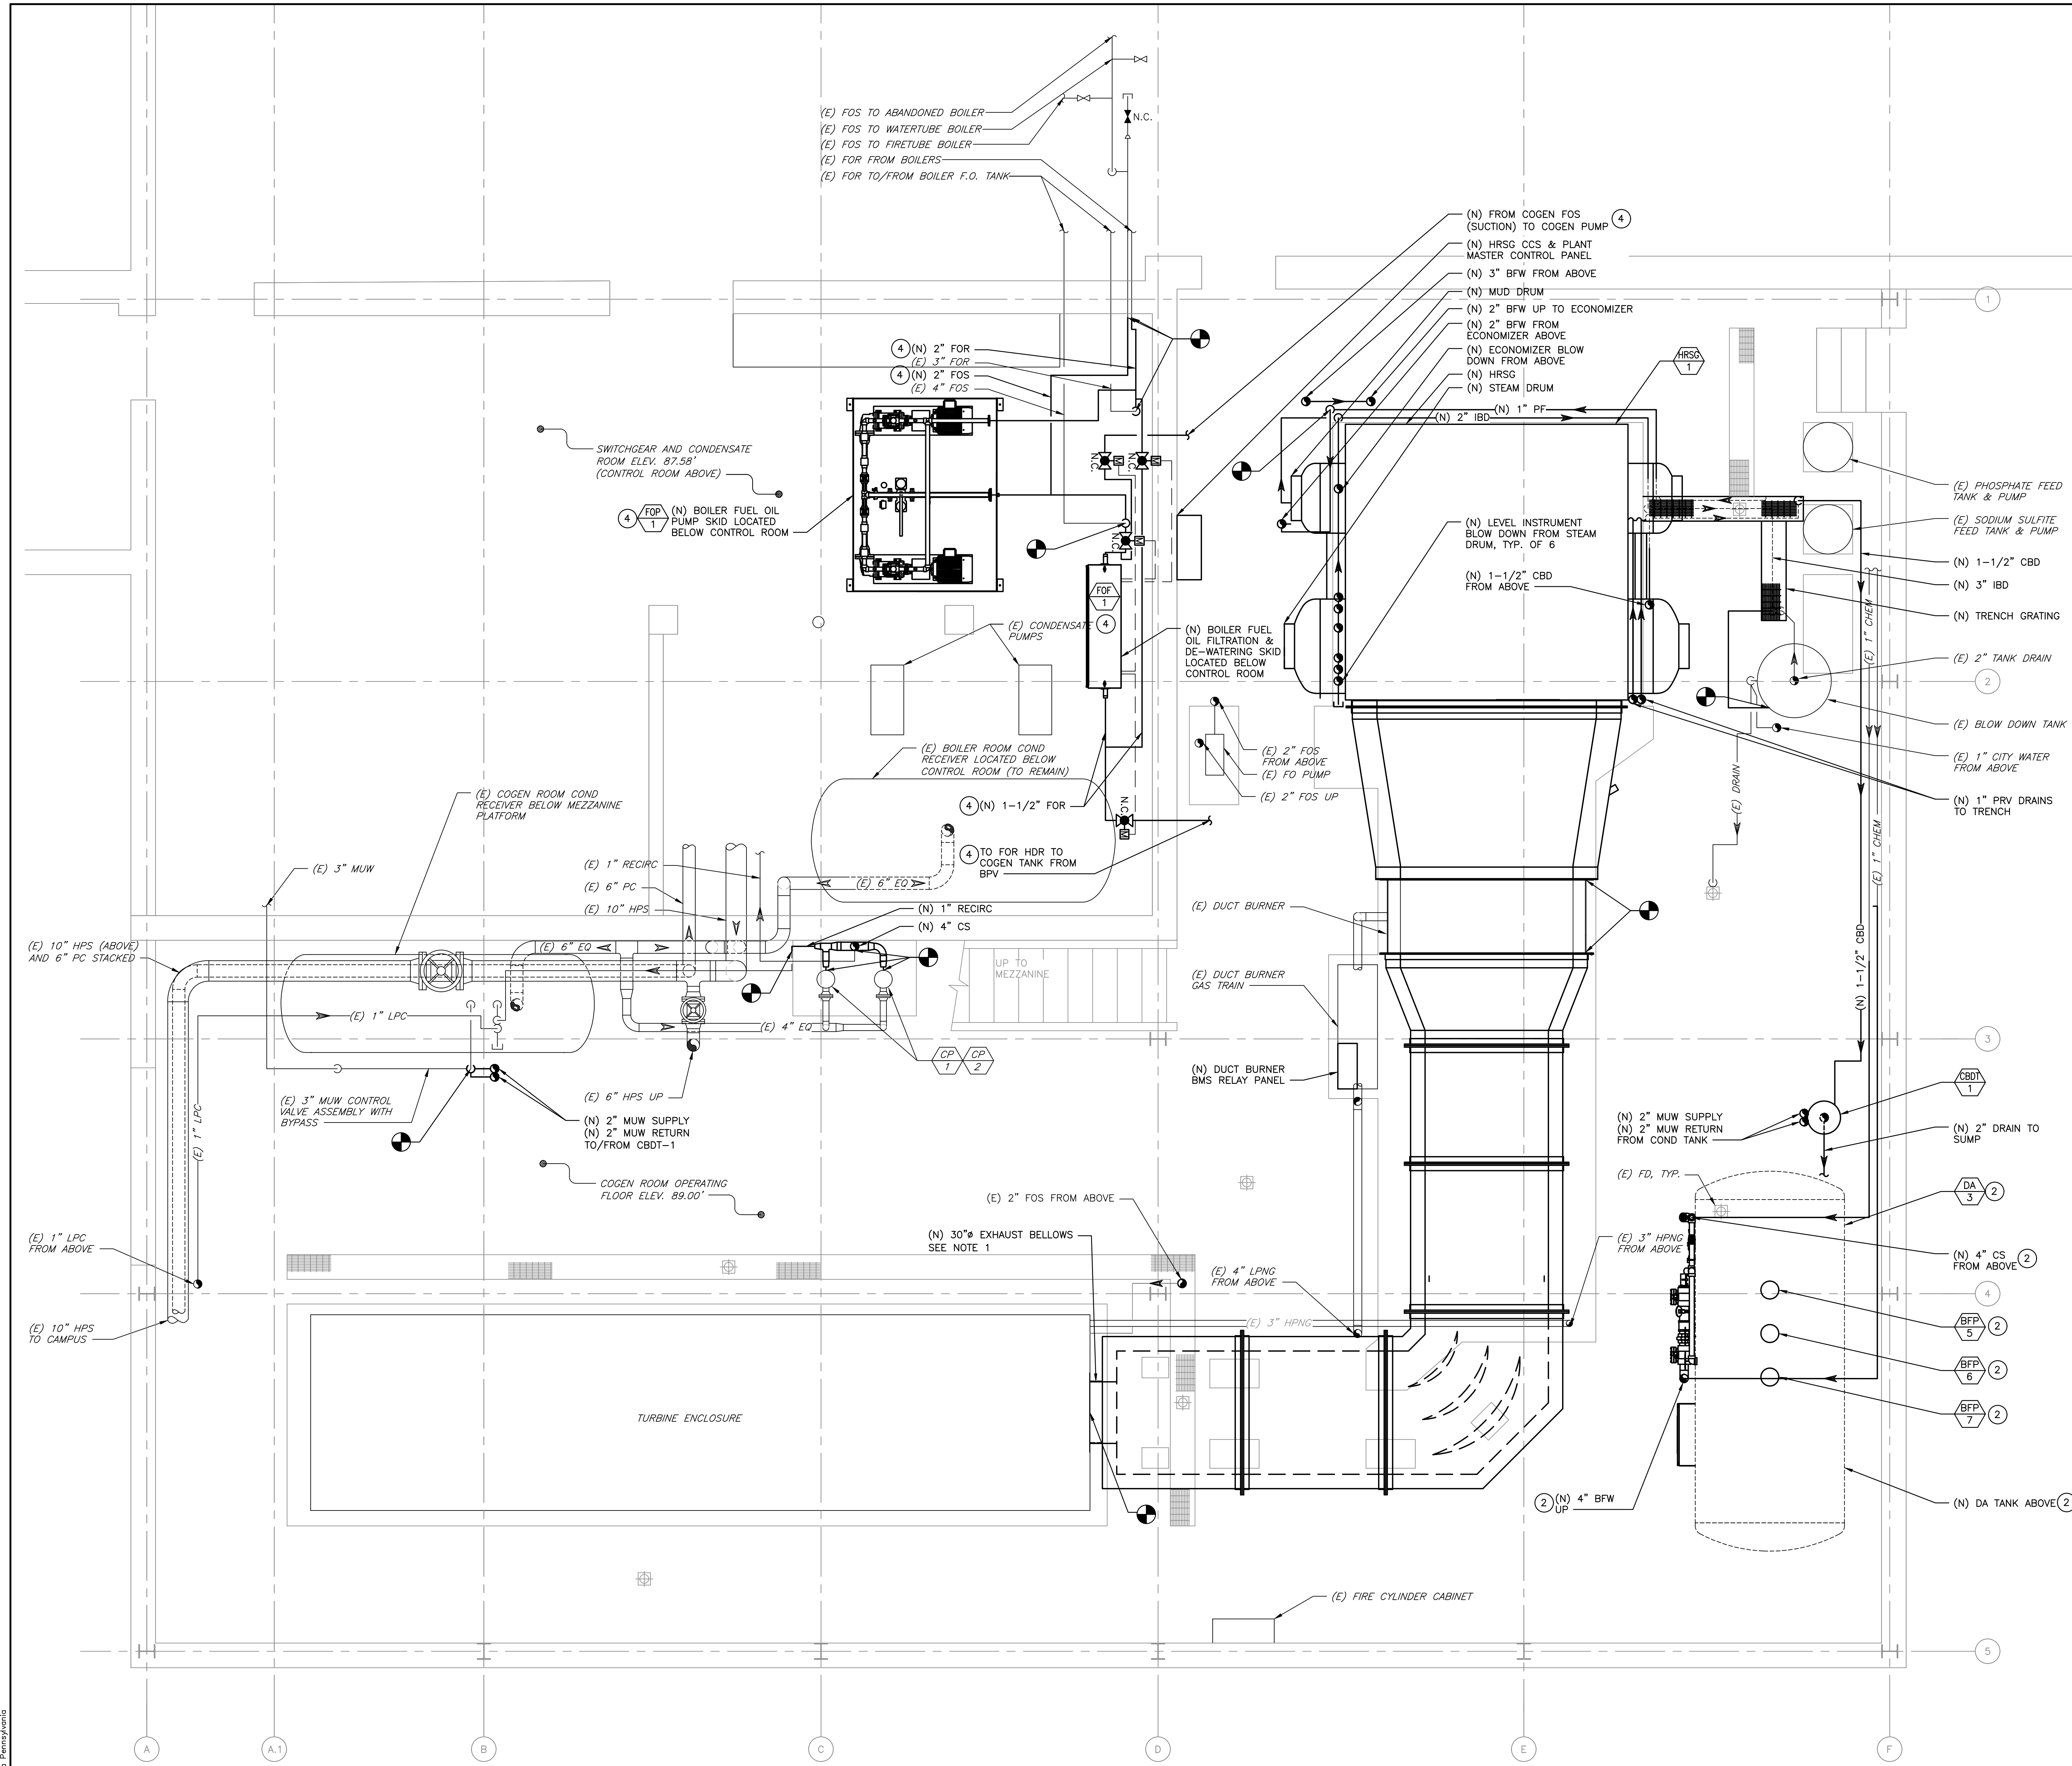 (E) FOS TO ABANDONED BOILER
(E) FOS TO WATERTUBE BOILER
(E) FOS TO FIRETUBE BOILER
(E) FOR FROM BOILERS
(E) FOR TO/FROM BOILER F.O. TANK
N.C.
(N) FROM COGEN FOS
(SUCTION) TO COGEN PUMP
4
(N) HRSG CCS & PLANT
MASTER CONTROL PANEL
(N) 3" BFW FROM ABOVE
(N) MUD DRUM
(N) 2" BFW UP TO ECONOMIZER
(N) 2" BFW FROM
ECONOMIZER ABOVE
(N) ECONOMIZER BLOW
DOWN FROM ABOVE
(N) HRSG
(N) STEAM DRUM
HRSG
1
1
4
(N) 2" FOR
(E) 3" FOR
4
(N) 2" FOS
(E) 4" FOS
(N) 1" PF
(N) 2" IBD
SWITCHGEAR AND CONDENSATE
ROOM ELEV. 87.58'
(CONTROL ROOM ABOVE)
4
FOP
1
(N) BOILER FUEL OIL
PUMP SKID LOCATED
BELOW CONTROL ROOM
N.C.
M
N.C.
M
N.C.
M
FOF
1
4
(N) LEVEL INSTRUMENT
BLOW DOWN FROM STEAM
DRUM, TYP. OF 6
(N) 1-1/2" CBD
FROM ABOVE
(E) PHOSPHATE FEED
TANK & PUMP
(E) SODIUM SULFITE
FEED TANK & PUMP
(N) 1-1/2" CBD
(N) 3" IBD
(N) TRENCH GRATING
(E) 1" CHEM
(E) 2" TANK DRAIN
2
(E) BLOW DOWN TANK
(E) 1" CITY WATER
FROM ABOVE
(N) 1" PRV DRAINS
TO TRENCH
(E) DRAIN
(E) 1" CHEM
(N) 1-1/2" CBD
(E) CONDENSATE
PUMPS
(N) BOILER FUEL
OIL FILTRATION &
DE-WATERING SKID
LOCATED BELOW
CONTROL ROOM
(E) 2" FOS
FROM ABOVE
(E) FO PUMP
(E) 2" FOS UP
(E) BOILER ROOM COND
RECEIVER LOCATED BELOW
CONTROL ROOM (TO REMAIN)
4
(N) 1-1/2" FOR
N.C.
M
4
TO FOR HDR TO
COGEN TANK FROM
BPV
(E) COGEN ROOM COND
RECEIVER BELOW MEZZANINE
PLATFORM
(E) 3" MUW
(E) 1" RECIRC
(E) 6" PC
(E) 10" HPS
(E) 6" EQ
(N) 1" RECIRC
(N) 4" CS
(E) DUCT BURNER
(E) 10" HPS (ABOVE)
AND 6" PC STACKED
(E) 6" EQ
UP TO
MEZZANINE
(E) DUCT BURNER
GAS TRAIN
(E) 1" LPC
(E) 4" EQ
CP
1
CP
2
3
(N) DUCT BURNER
BMS RELAY PANEL
(E) 3" MUW CONTROL
VALVE ASSEMBLY WITH
BYPASS
(E) 6" HPS UP
(N) 2" MUW SUPPLY
(N) 2" MUW RETURN
TO/FROM CBDT-1
(E) 1" LPC
CBDT
1
(N) 2" MUW SUPPLY
(N) 2" MUW RETURN
FROM COND TANK
(N) 2" DRAIN TO
SUMP
COGEN ROOM OPERATING
FLOOR ELEV. 89.00'
(E) FD, TYP.
DA
3
2
(E) 2" FOS FROM ABOVE
(N) 30"ø EXHAUST BELLOWS
SEE NOTE 1
(E) 1" LPC
FROM ABOVE
(E) 3" HPNG
FROM ABOVE
(N) 4" CS
FROM ABOVE
2
(E) 4" LPNG
FROM ABOVE
4
(E) 10" HPS
TO CAMPUS
(E) 3" HPNG
BFP
5
2
BFP
6
2
BFP
7
2
TURBINE ENCLOSURE
2
(N) 4" BFW
UP
(N) DA TANK ABOVE
2
(E) FIRE CYLINDER CABINET
5
A
A.1
B
C
D
E
F
Pennsylvania